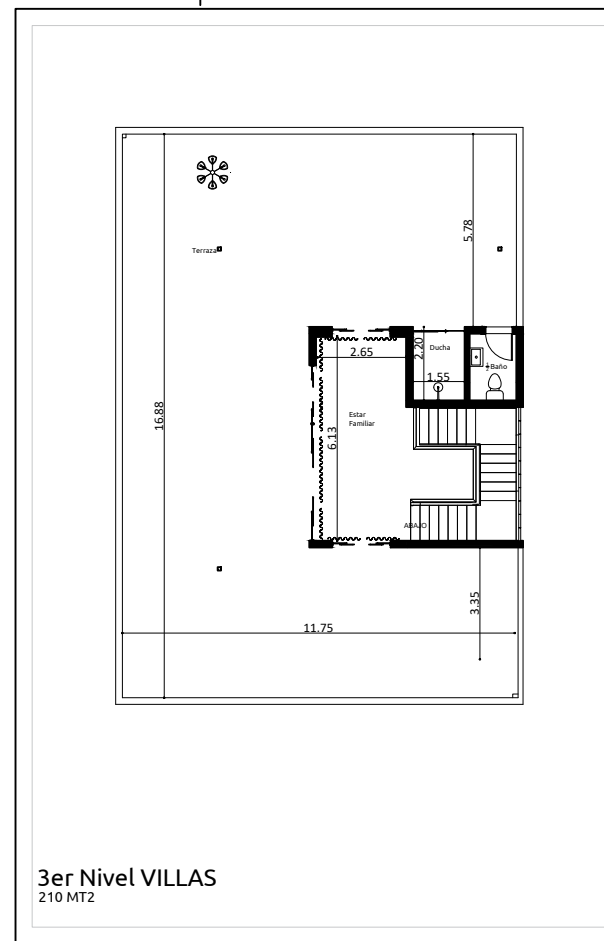 5.78
Terraza
Ducha
2.20
2.65
Baño
1.55
16.88
Estar
Familiar
6.13
ABAJO
3.35
11.75
3er Nivel VILLAS
210 MT2